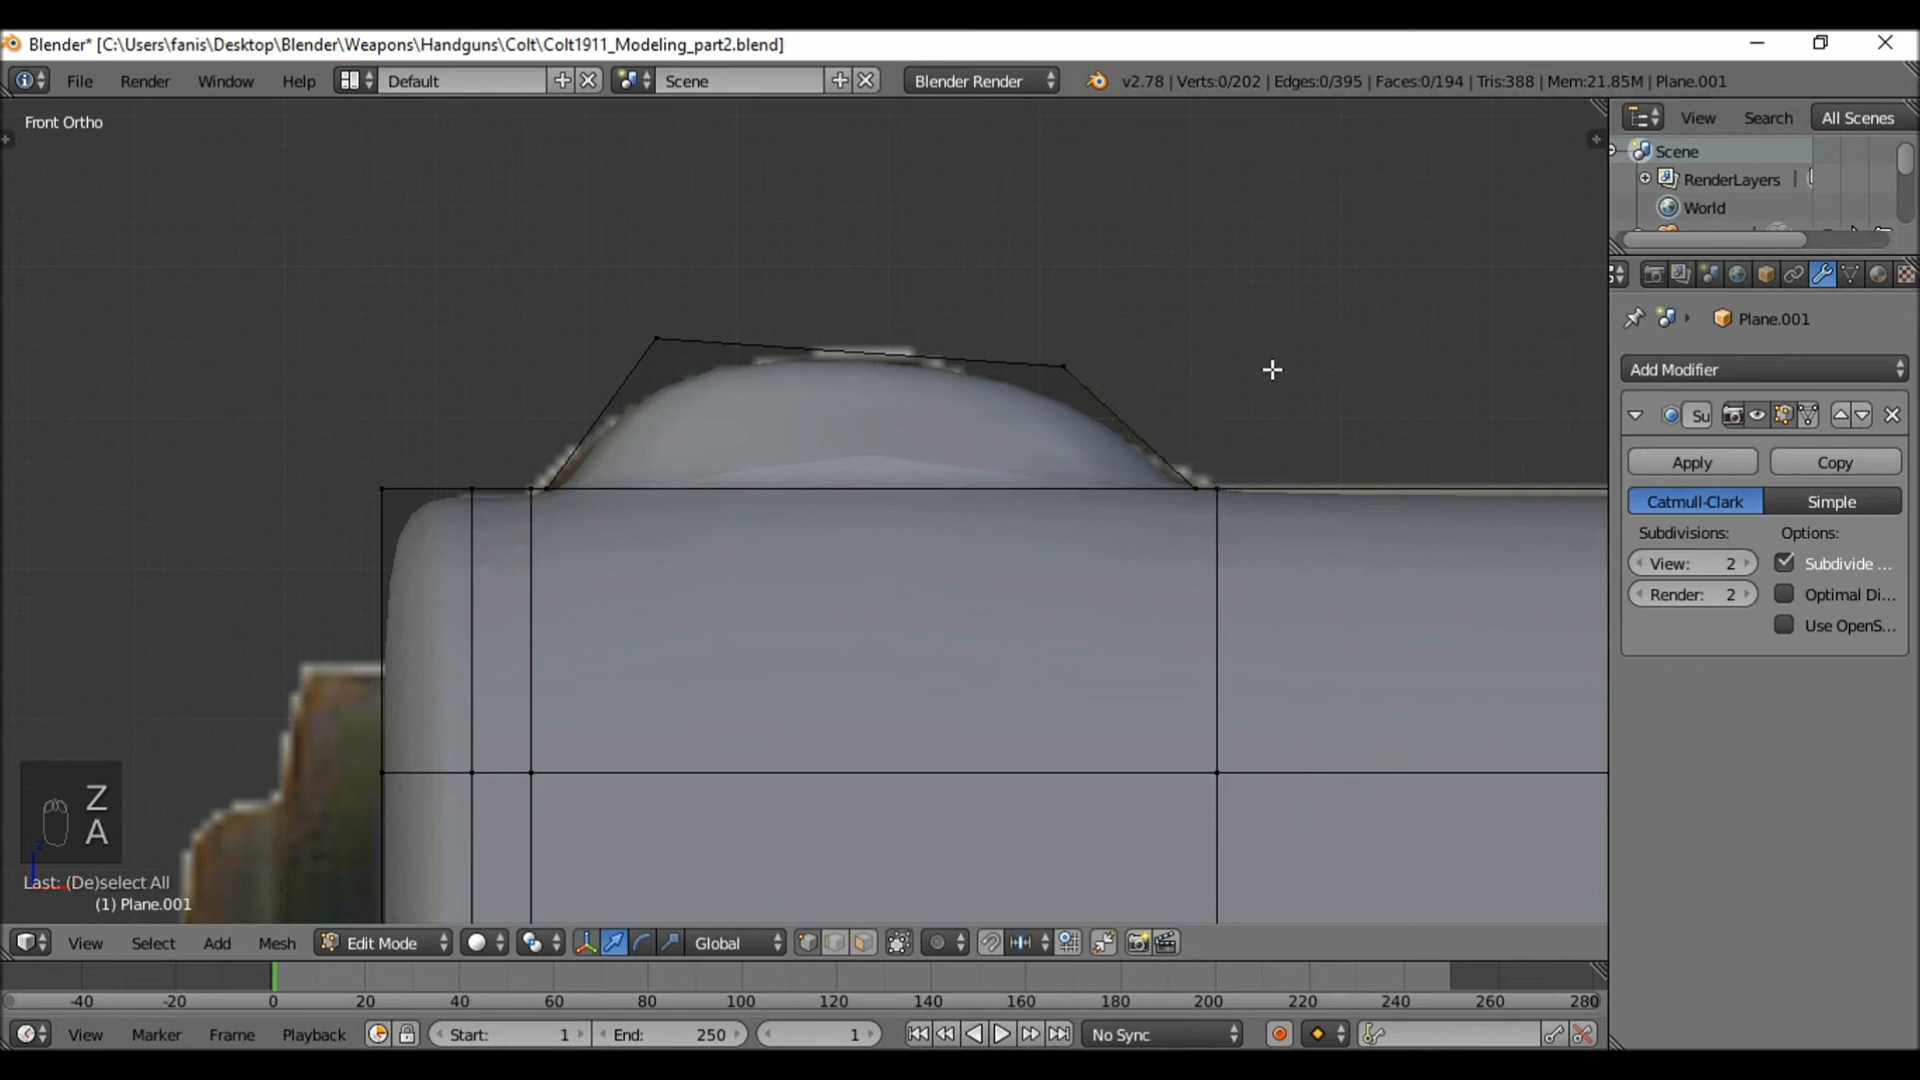 Blender* [C:\Users\fanis\Desktop\Blender\Weapons\Handguns\Colt\Colt1911_Modeling_part2.blend]
File Render Window Help Default Scene Blender Render v2.78 | Verts:0/202 | Edges:0/395 | Faces:0/194 | Tris:388 | Mem:21.85M | Plane.001
Front Ortho
View Search All Scenes
Scene
RenderLayers |
World
Plane.001
Add Modifier
Su
Apply Copy
Catmull-Clark Simple
Subdivisions: Options:
View: 2 Subdivide ...
Render: 2 Optimal Di...
Use OpenS...
Z
A
Last: (De)select All
(1) Plane.001
View Select Add Mesh Edit Mode Global
-40 -20 0 20 40 60 80 100 120 140 160 180 200 220 240 260 280
View Marker Frame Playback Start: 1 End: 250 1 No Sync